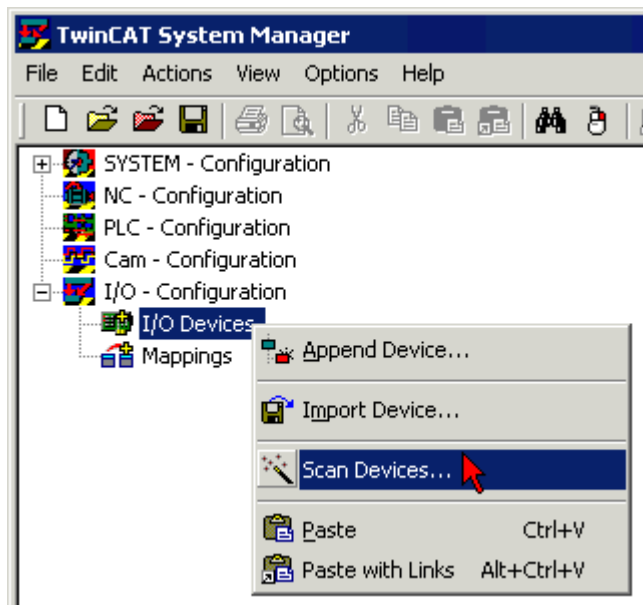 TwinCAT System Manager
File Edit Actions View Options Help
SYSTEM - Configuration
NC - Configuration
PLC - Configuration
Cam - Configuration
I/O - Configuration
I/O Devices
Mappings
Append Device...
Import Device...
Scan Devices...
Paste Ctrl+V
Paste with Links Alt+Ctrl+V